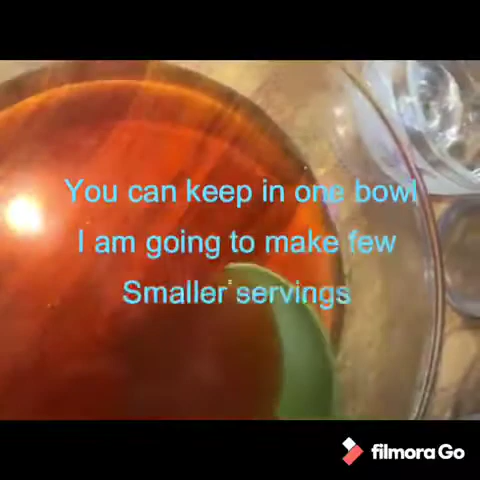 You can keep in one bowl
I am going to make few
Smaller servings
filmora Go